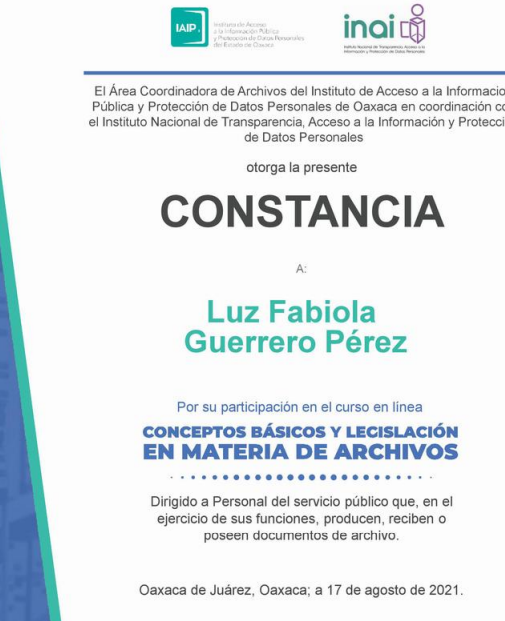 IAIP.
Instituto de Acceso
a la Información Pública
y Protección de Datos Personales
del Estado de Oaxaca
inai
Instituto Nacional de Transparencia, Acceso a la
Información y Protección de Datos Personales
El Área Coordinadora de Archivos del Instituto de Acceso a la Informacio
Pública y Protección de Datos Personales de Oaxaca en coordinación co
el Instituto Nacional de Transparencia, Acceso a la Información y Protecci
de Datos Personales
otorga la presente
CONSTANCIA
A:
Luz Fabiola
Guerrero Pérez
Por su participación en el curso en línea
CONCEPTOS BÁSICOS Y LEGISLACIÓN
EN MATERIA DE ARCHIVOS
Dirigido a Personal del servicio público que, en el
ejercicio de sus funciones, producen, reciben o
poseen documentos de archivo.
Oaxaca de Juárez, Oaxaca; a 17 de agosto de 2021.